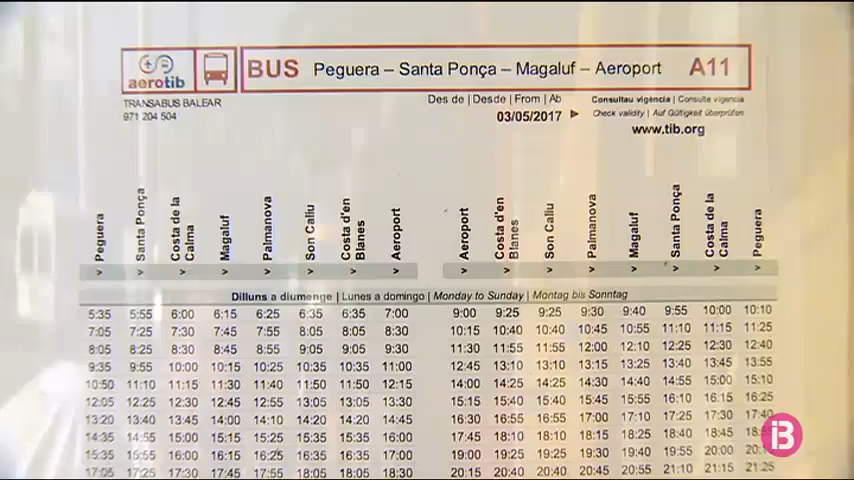 aerotib
BUS Peguera – Santa Ponça – Magaluf – Aeroport A11
TRANSABUS BALEAR
971 204 504
Des de | Desde | From | Ab
03/05/2017
Consultau vigència | Consulte vigencia
Check validity | Auf Gültigkeit überprüfen
www.tib.org
Peguera Santa Ponça Costa de la Calma Magaluf Palmanova Son Caliu Costa d'en Blanes Aeroport Aeroport Costa d'en Blanes Son Caliu Palmanova Magaluf Santa Ponça Costa de la Calma Peguera
Dilluns a diumenge | Lunes a domingo | Monday to Sunday | Montag bis Sonntag
5:35 5:55 6:00 6:15 6:25 6:35 6:35 7:00 9:00 9:25 9:25 9:30 9:40 9:55 10:00 10:10
7:05 7:25 7:30 7:45 7:55 8:05 8:05 8:30 10:15 10:40 10:40 10:45 10:55 11:10 11:15 11:25
8:05 8:25 8:30 8:45 8:55 9:05 9:05 9:30 11:30 11:55 11:55 12:00 12:10 12:25 12:30 12:40
9:35 9:55 10:00 10:15 10:25 10:35 10:35 11:00 12:45 13:10 13:10 13:15 13:25 13:40 13:45 13:55
10:50 11:10 11:15 11:30 11:40 11:50 11:50 12:15 14:00 14:25 14:25 14:30 14:40 14:55 15:00 15:10
12:05 12:25 12:30 12:45 12:55 13:05 13:05 13:30 15:15 15:40 15:40 15:45 15:55 16:10 16:15 16:25
13:20 13:40 13:45 14:00 14:10 14:20 14:20 14:45 16:30 16:55 16:55 17:00 17:10 17:25 17:30 17:40
14:35 14:55 15:00 15:15 15:25 15:35 15:35 16:00 17:45 18:10 18:10 18:15 18:25 18:40 18:45
15:35 15:55 16:00 16:15 16:25 16:35 16:35 17:00 19:00 19:25 19:25 19:30 19:40 19:55 20:00
17:05 17:25 17:30 17:45 17:55 18:05 18:05 18:30 20:15 20:40 20:40 20:45 20:55 21:10 21:15 21:25
iB